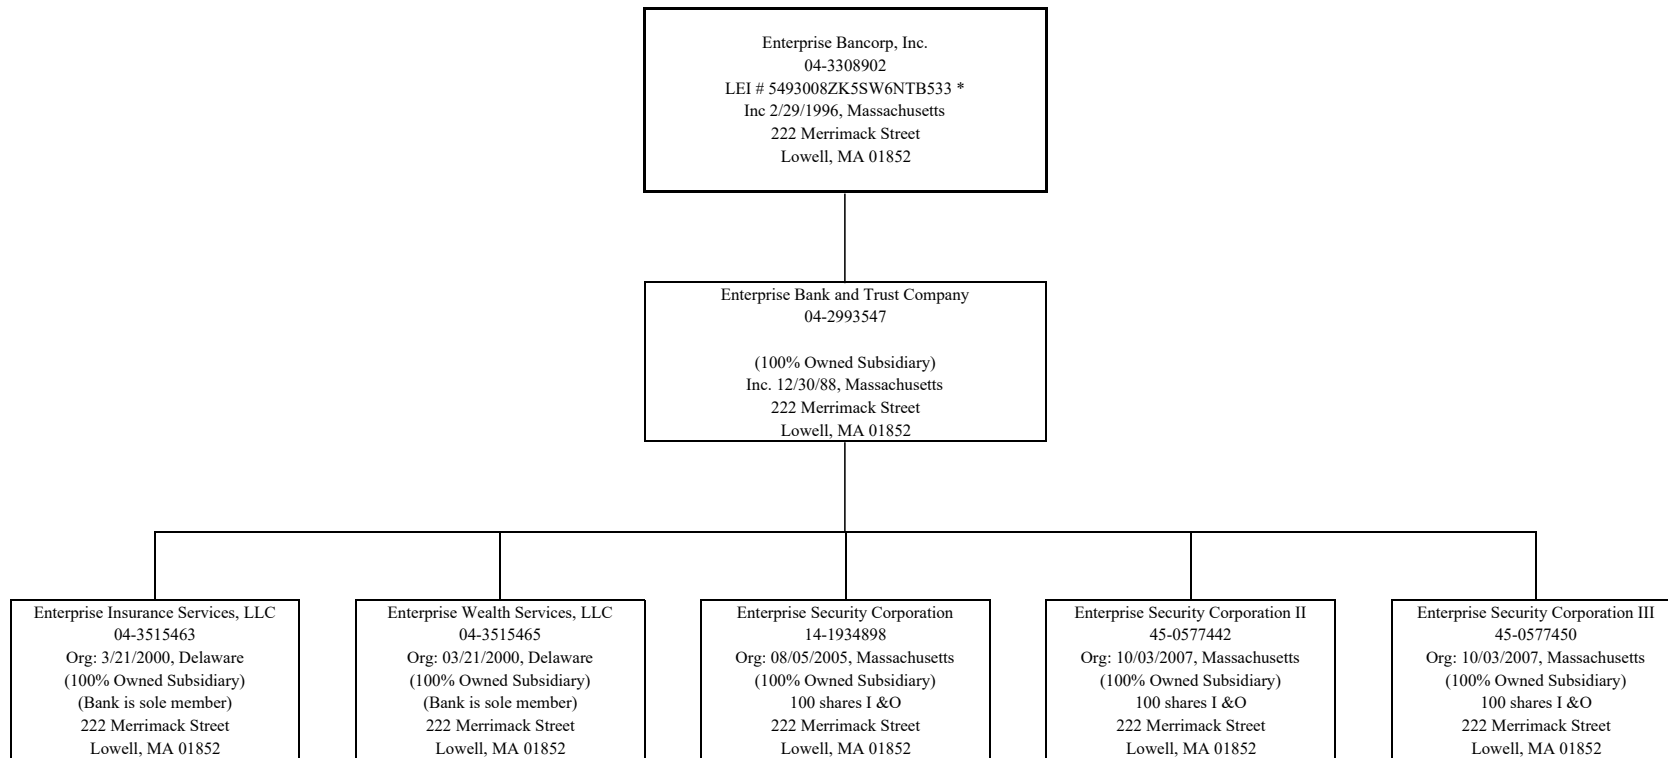 Enterprise Bancorp, Inc.
04-3308902
LEI # 5493008ZK5SW6NTB533 *
Inc 2/29/1996, Massachusetts
222 Merrimack Street
Lowell, MA 01852
Enterprise Bank and Trust Company
04-2993547
(100% Owned Subsidiary)
Inc. 12/30/88, Massachusetts
222 Merrimack Street
Lowell, MA 01852
Enterprise Insurance Services, LLC
04-3515463
Org: 3/21/2000, Delaware
(100% Owned Subsidiary)
(Bank is sole member)
222 Merrimack Street
Lowell, MA 01852
Enterprise Wealth Services, LLC
04-3515465
Org: 03/21/2000, Delaware
(100% Owned Subsidiary)
(Bank is sole member)
222 Merrimack Street
Lowell, MA 01852
Enterprise Security Corporation
14-1934898
Org: 08/05/2005, Massachusetts
(100% Owned Subsidiary)
100 shares I &O
222 Merrimack Street
Lowell, MA 01852
Enterprise Security Corporation II
45-0577442
Org: 10/03/2007, Massachusetts
(100% Owned Subsidiary)
100 shares I &O
222 Merrimack Street
Lowell, MA 01852
Enterprise Security Corporation III
45-0577450
Org: 10/03/2007, Massachusetts
(100% Owned Subsidiary)
100 shares I &O
222 Merrimack Street
Lowell, MA 01852